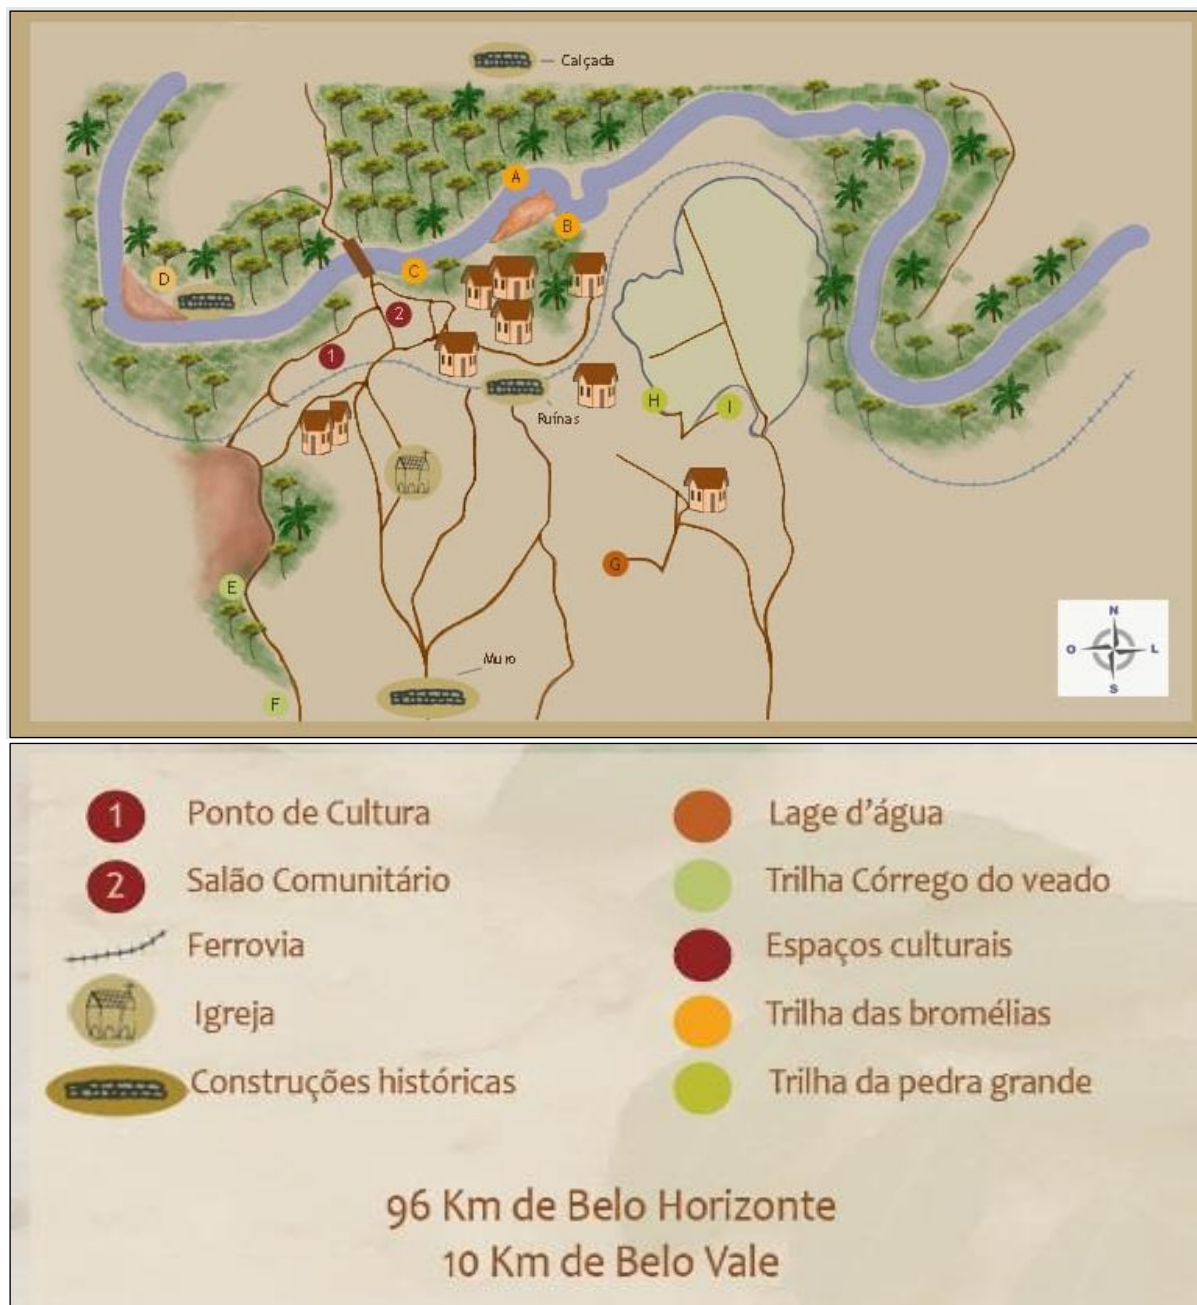 Calçada
A
B
D
C
2
1
H
I
Ruínas
G
E
N
O L
S
Muro
F
1 Ponto de Cultura
2 Salão Comunitário
Ferrovia
Igreja
Construções históricas
Lage d'água
Trilha Córrego do veado
Espaços culturais
Trilha das bromélias
Trilha da pedra grande
96 Km de Belo Horizonte
10 Km de Belo Vale